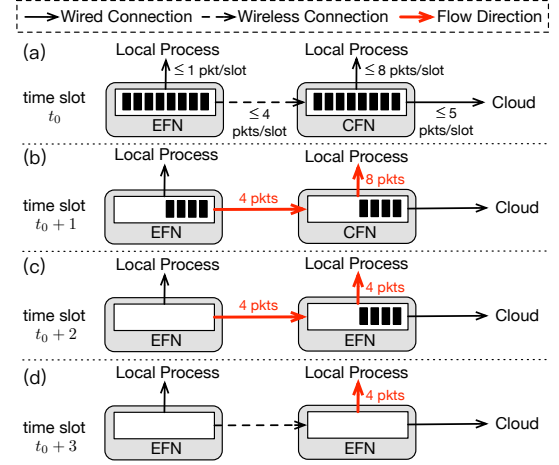 Wired Connection Wireless Connection Flow Direction
(a) Local Process Local Process
≤ 1 pkt/slot ≤ 8 pkts/slot
time slot t₀
EFN ≤ 4 pkts/slot CFN ≤ 5 pkts/slot Cloud
(b) Local Process Local Process
8 pkts
time slot t₀ + 1
4 pkts Cloud
EFN CFN
(c) Local Process Local Process
4 pkts
time slot t₀ + 2
4 pkts Cloud
EFN EFN
(d) Local Process Local Process
4 pkts
time slot t₀ + 3
Cloud
EFN EFN